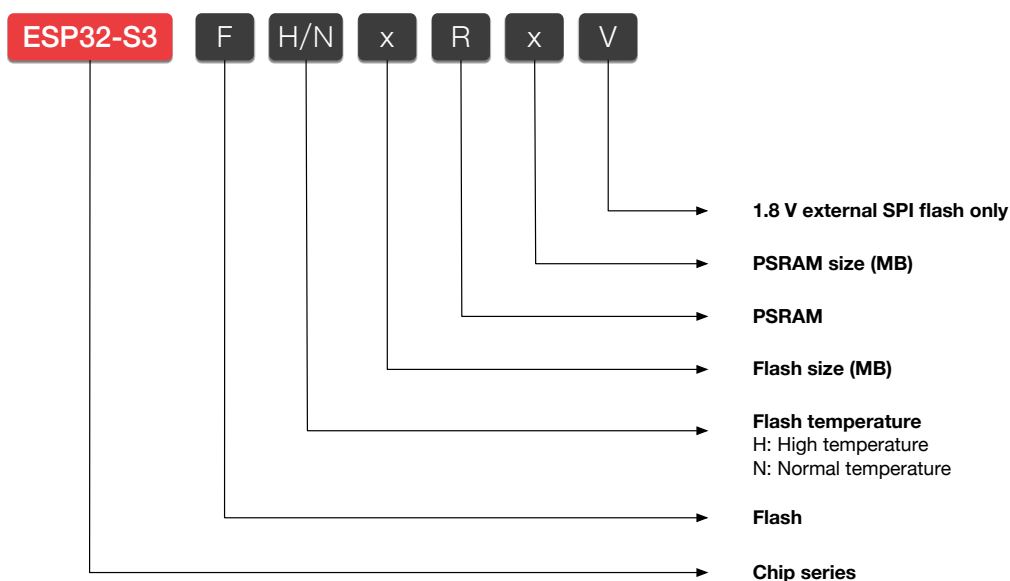 ESP32-S3 F H/N x R x V
1.8 V external SPI flash only
PSRAM size (MB)
PSRAM
Flash size (MB)
Flash temperature
H: High temperature
N: Normal temperature
Flash
Chip series